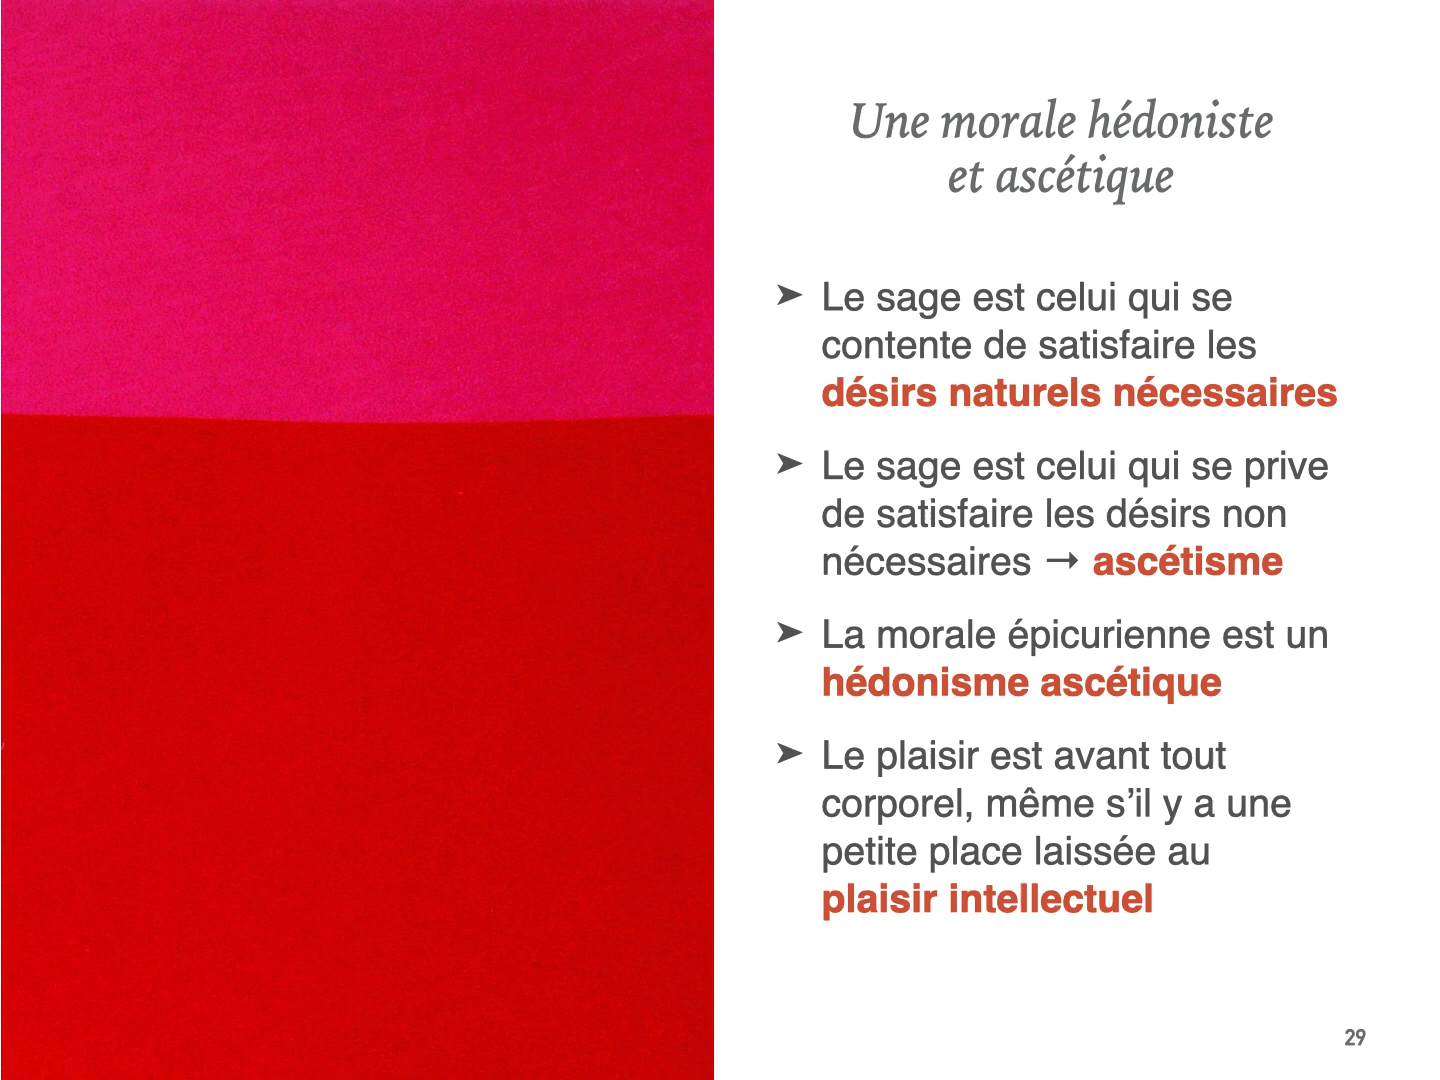 Une morale hédoniste
et ascétique
➤ Le sage est celui qui se
contente de satisfaire les
désirs naturels nécessaires
➤ Le sage est celui qui se prive
de satisfaire les désirs non
nécessaires → ascétisme
➤ La morale épicurienne est un
hédonisme ascétique
➤ Le plaisir est avant tout
corporel, même s’il y a une
petite place laissée au
plaisir intellectuel
29